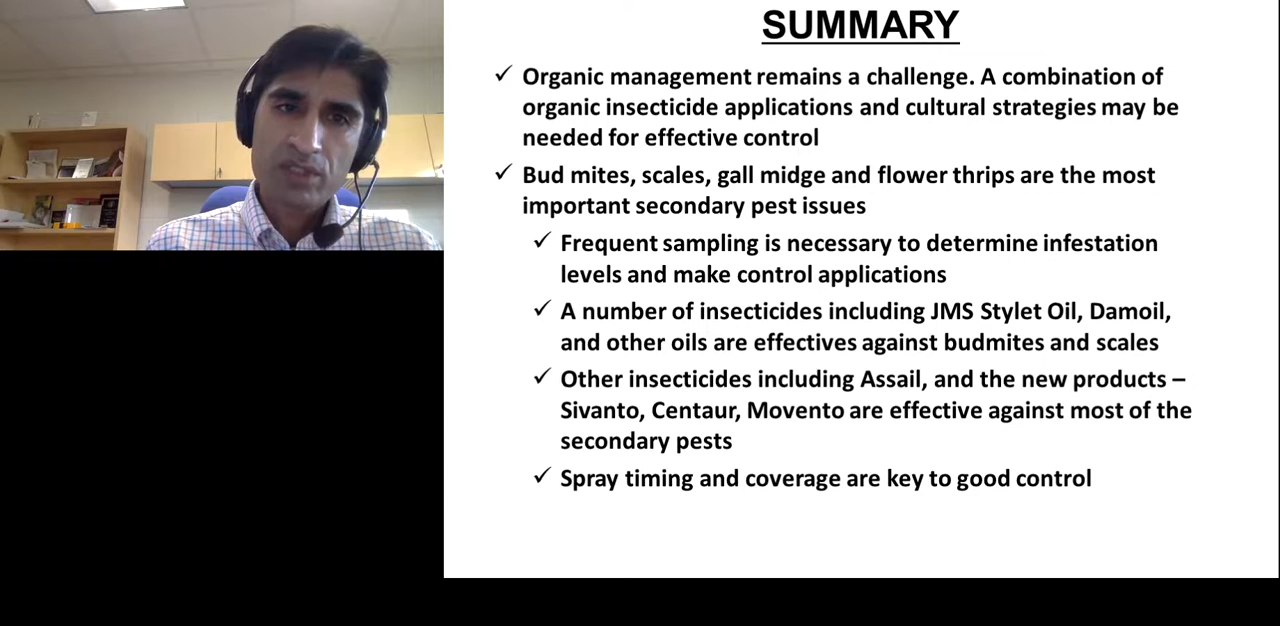 SUMMARY
✓ Organic management remains a challenge. A combination of
organic insecticide applications and cultural strategies may be
needed for effective control
✓ Bud mites, scales, gall midge and flower thrips are the most
important secondary pest issues
✓ Frequent sampling is necessary to determine infestation
levels and make control applications
✓ A number of insecticides including JMS Stylet Oil, Damoil,
and other oils are effectives against budmites and scales
✓ Other insecticides including Assail, and the new products –
Sivanto, Centaur, Movento are effective against most of the
secondary pests
✓ Spray timing and coverage are key to good control